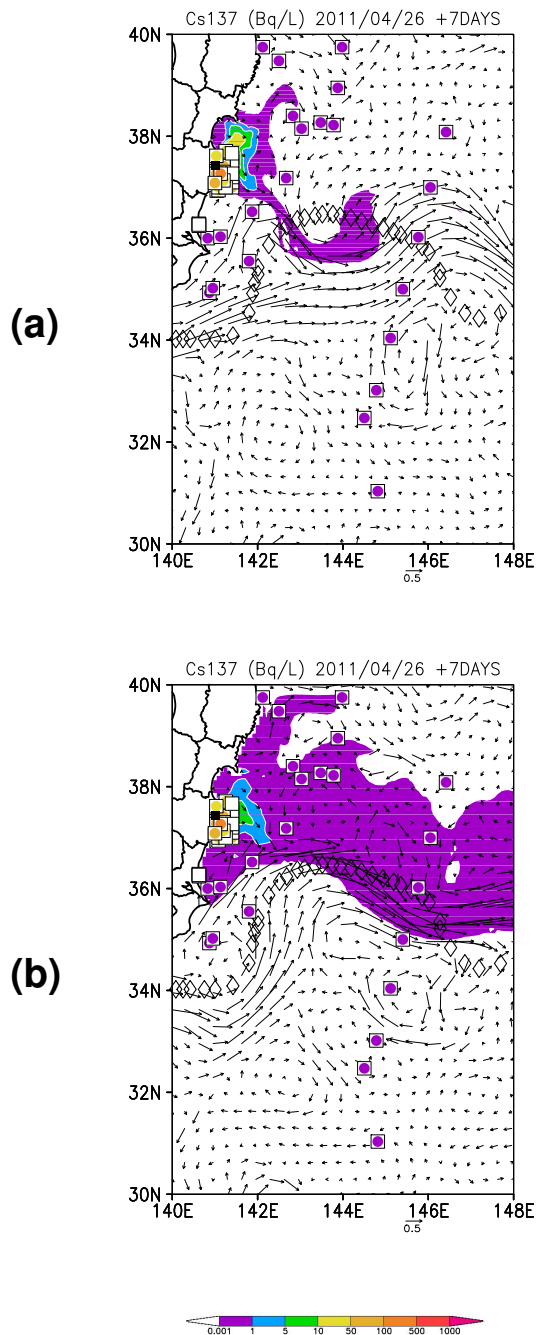 Cs137 (Bq/L) 2011/04/26 +7DAYS
40N
38N
36N
(a)
34N
32N
30N
140E 142E 144E 146E 148E
0.5
Cs137 (Bq/L) 2011/04/26 +7DAYS
40N
38N
36N
(b)
34N
32N
30N
140E 142E 144E 146E 148E
0.5
0.001 1 5 10 50 100 500 1000